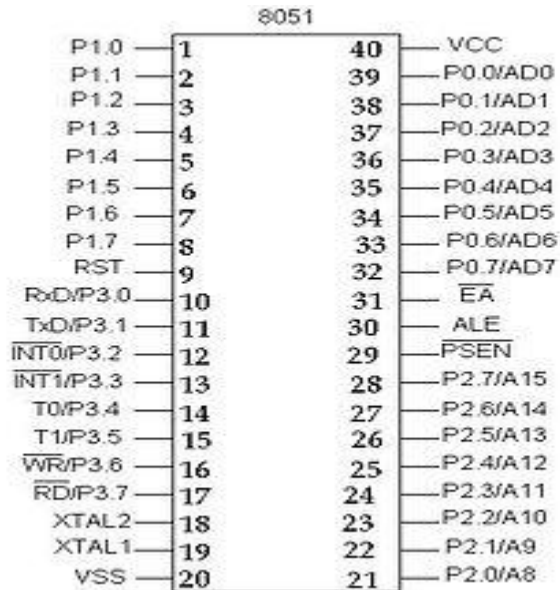 8051
P1.0 1 40 VCC
P1.1 2 39 P0.0/AD0
P1.2 3 38 P0.1/AD1
P1.3 4 37 P0.2/AD2
P1.4 5 36 P0.3/AD3
P1.5 6 35 P0.4/AD4
P1.6 7 34 P0.5/AD5
P1.7 8 33 P0.6/AD6
RST 9 32 P0.7/AD7
RxD/P3.0 10 31 EA
TxD/P3.1 11 30 ALE
INT0/P3.2 12 29 PSEN
INT1/P3.3 13 28 P2.7/A15
T0/P3.4 14 27 P2.6/A14
T1/P3.5 15 26 P2.5/A13
WR/P3.6 16 25 P2.4/A12
RD/P3.7 17 24 P2.3/A11
XTAL2 18 23 P2.2/A10
XTAL1 19 22 P2.1/A9
VSS 20 21 P2.0/A8